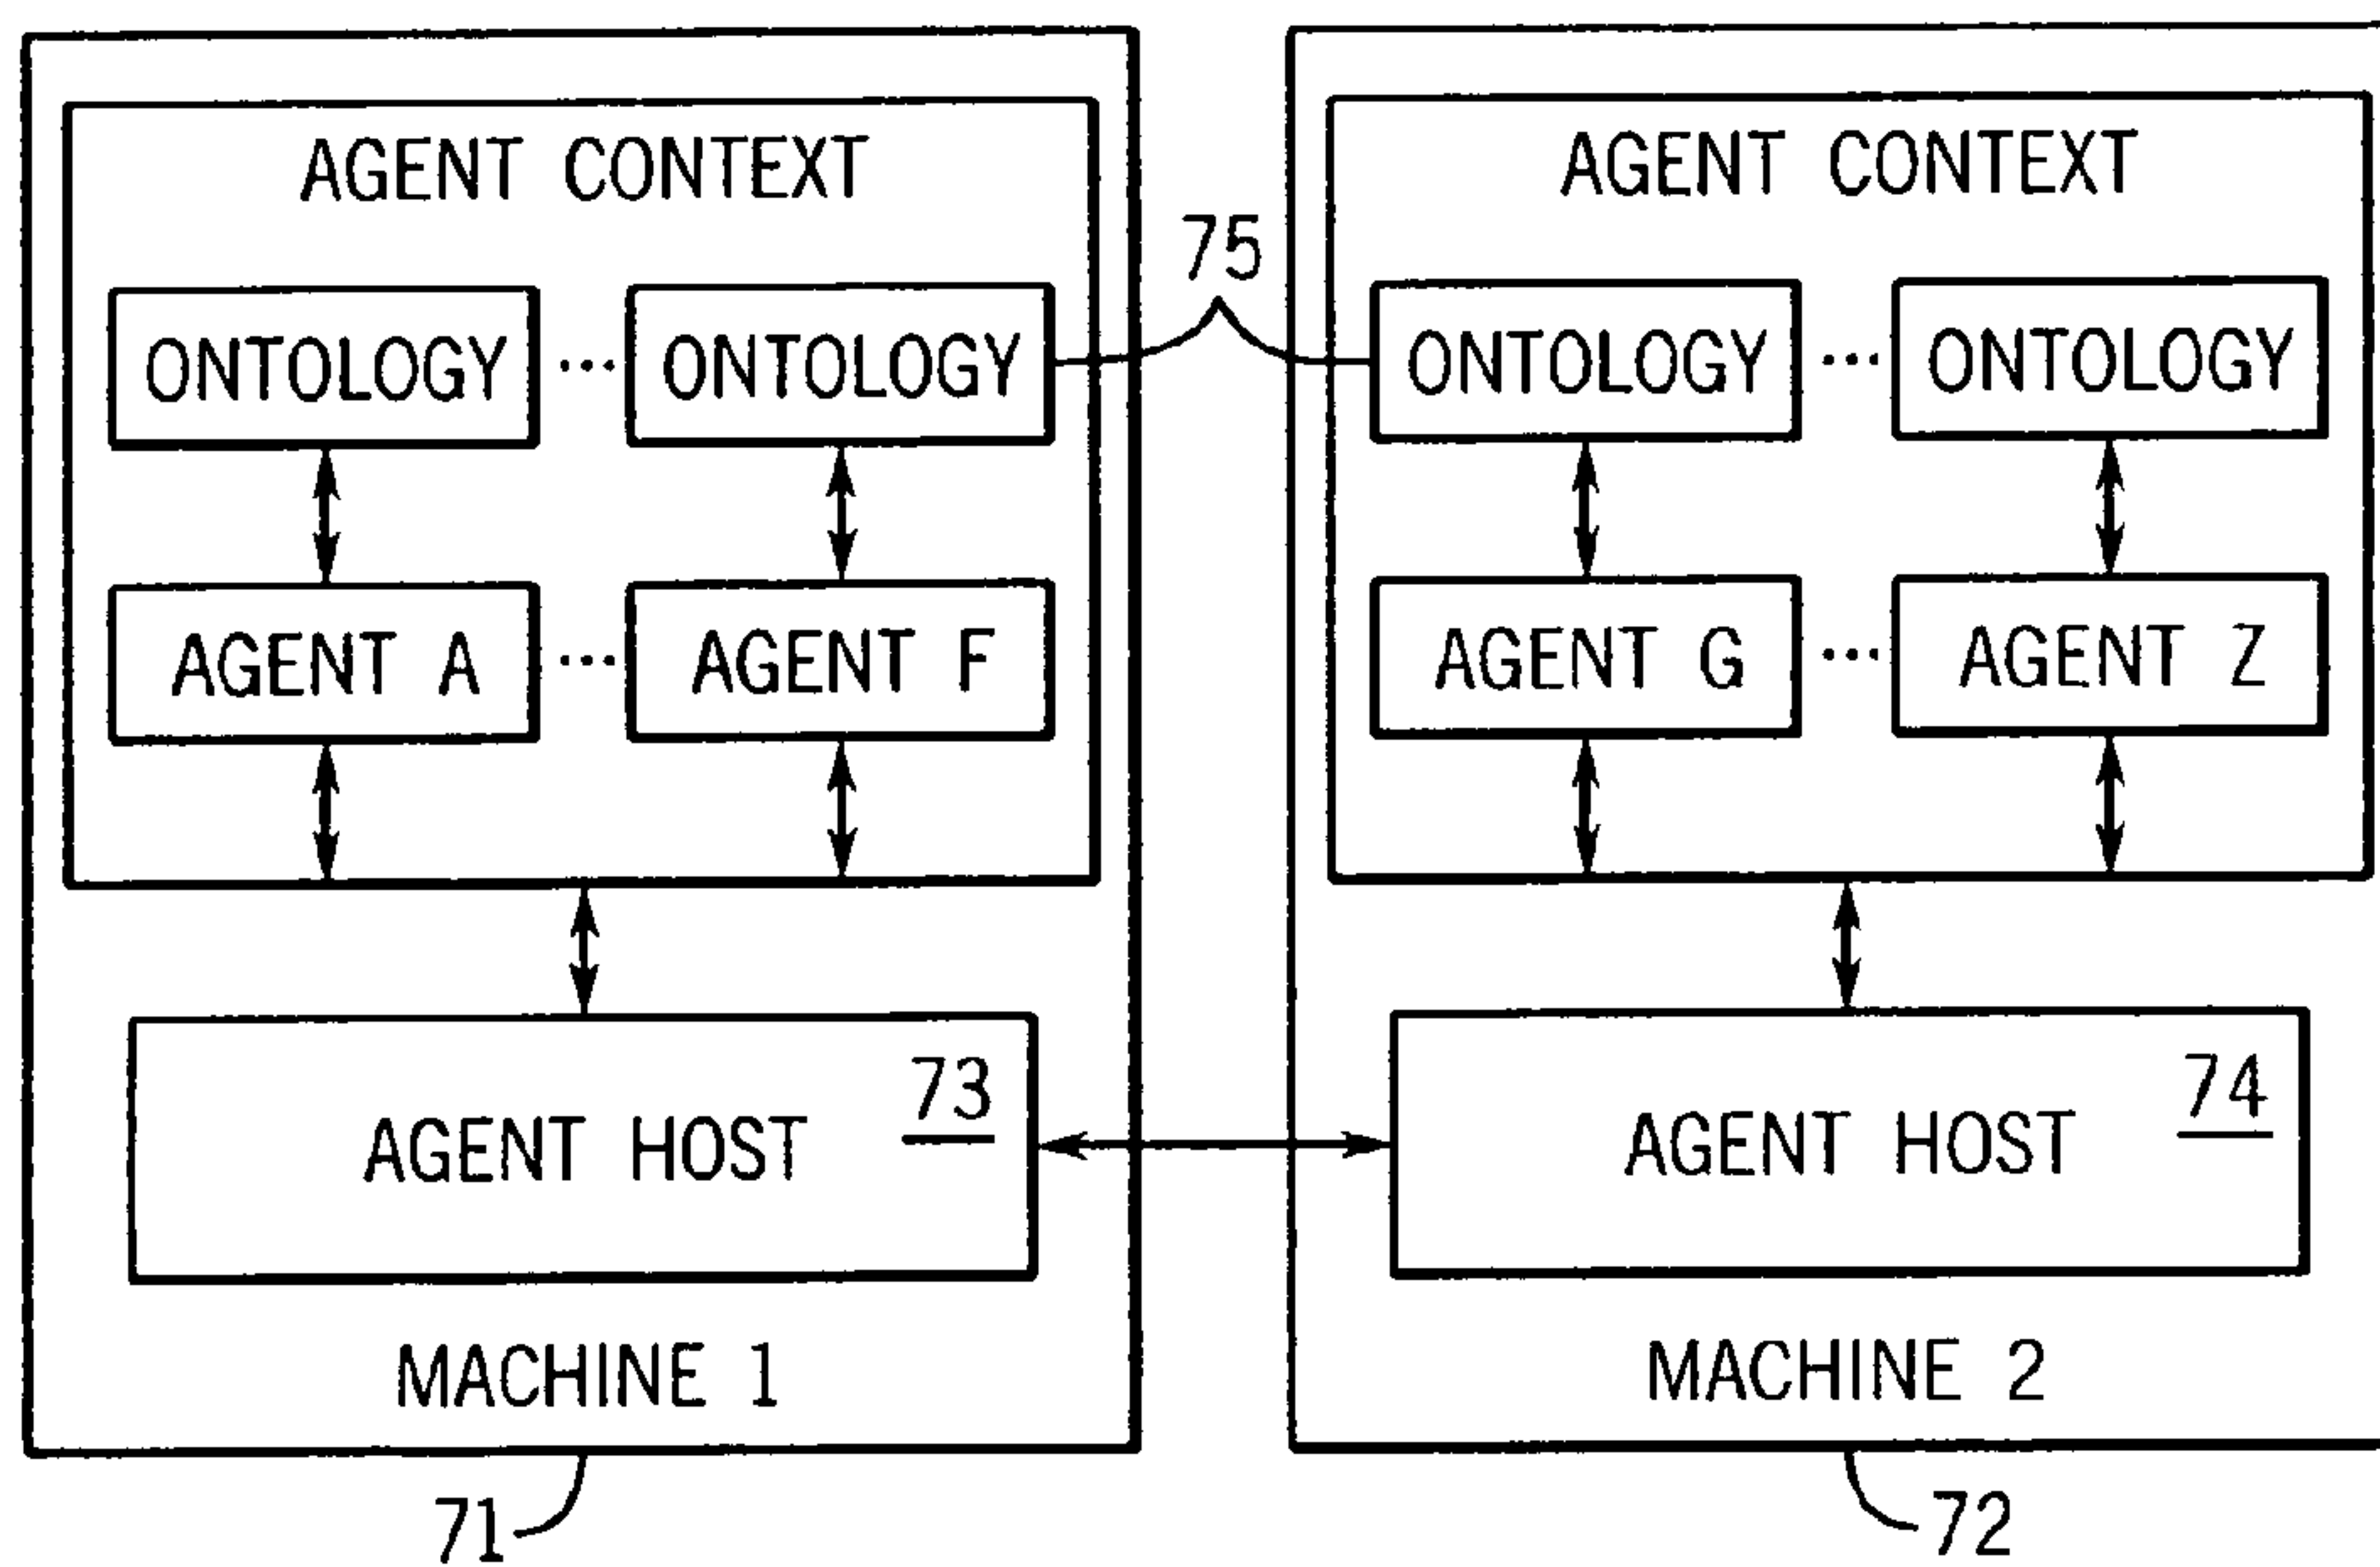 AGENT CONTEXT
ONTOLOGY ... ONTOLOGY
AGENT A ... AGENT F
AGENT HOST 73
MACHINE 1
71
75
AGENT CONTEXT
ONTOLOGY ... ONTOLOGY
AGENT G ... AGENT Z
AGENT HOST 74
MACHINE 2
72